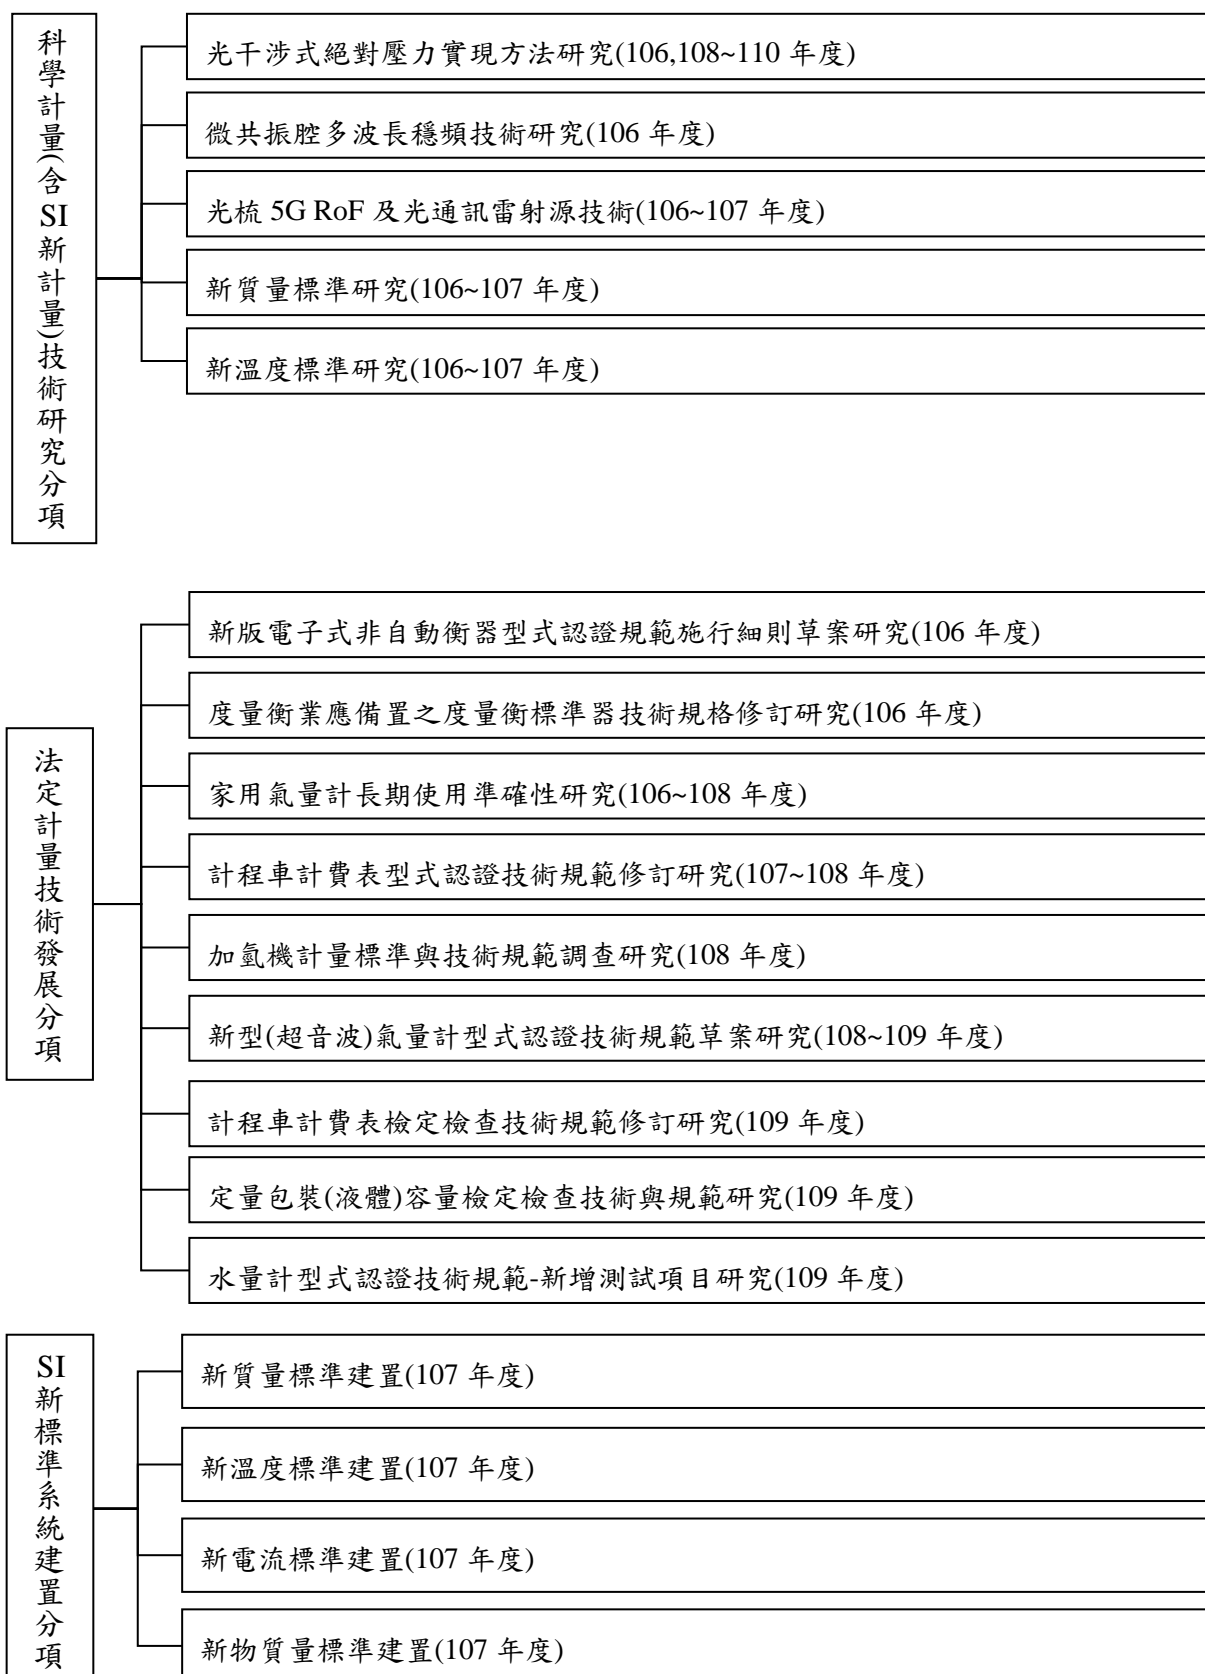 科學計量(含SI新計量)技術研究分項
光干涉式絕對壓力實現方法研究(106,108~110 年度)
微共振腔多波長穩頻技術研究(106 年度)
光梳 5G RoF 及光通訊雷射源技術(106~107 年度)
新質量標準研究(106~107 年度)
新溫度標準研究(106~107 年度)
法定計量技術發展分項
新版電子式非自動衡器型式認證規範施行細則草案研究(106 年度)
度量衡業應備置之度量衡標準器技術規格修訂研究(106 年度)
家用氣量計長期使用準確性研究(106~108 年度)
計程車計費表型式認證技術規範修訂研究(107~108 年度)
加氫機計量標準與技術規範調查研究(108 年度)
新型(超音波)氣量計型式認證技術規範草案研究(108~109 年度)
計程車計費表檢定檢查技術規範修訂研究(109 年度)
定量包裝(液體)容量檢定檢查技術與規範研究(109 年度)
水量計型式認證技術規範-新增測試項目研究(109 年度)
SI新標準系統建置分項
新質量標準建置(107 年度)
新溫度標準建置(107 年度)
新電流標準建置(107 年度)
新物質量標準建置(107 年度)